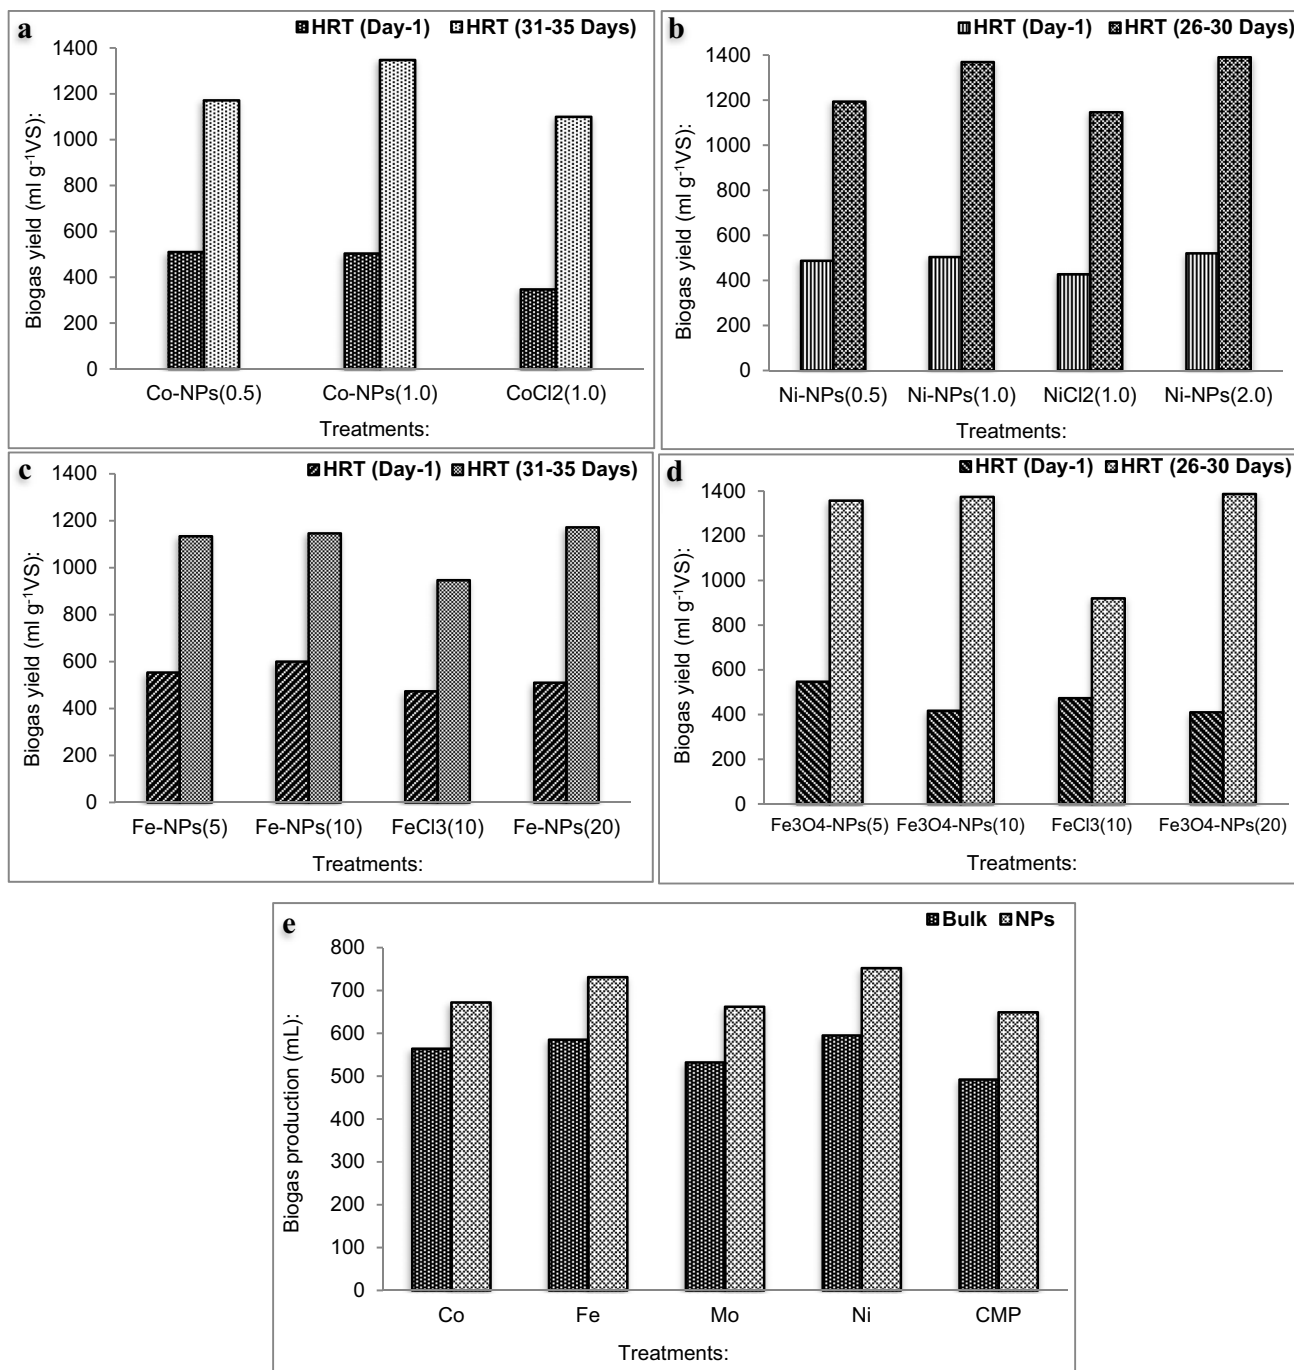 a
HRT (Day-1) HRT (31-35 Days)
Biogas yield (ml g-1VS):
1400
1200
1000
800
600
400
200
0
Co-NPs(0.5) Co-NPs(1.0) CoCl2(1.0)
Treatments:
b
HRT (Day-1) HRT (26-30 Days)
Biogas yield (ml g-1VS):
1400
1200
1000
800
600
400
200
0
Ni-NPs(0.5) Ni-NPs(1.0) NiCl2(1.0) Ni-NPs(2.0)
Treatments:
c
HRT (Day-1) HRT (31-35 Days)
Biogas yield (ml g-1VS):
1400
1200
1000
800
600
400
200
0
Fe-NPs(5) Fe-NPs(10) FeCl3(10) Fe-NPs(20)
Treatments:
d
HRT (Day-1) HRT (26-30 Days)
Biogas yield (ml g-1VS):
1400
1200
1000
800
600
400
200
0
Fe3O4-NPs(5) Fe3O4-NPs(10) FeCl3(10) Fe3O4-NPs(20)
Treatments:
e
Bulk NPs
Biogas production (mL):
800
700
600
500
400
300
200
100
0
Co Fe Mo Ni CMP
Treatments: